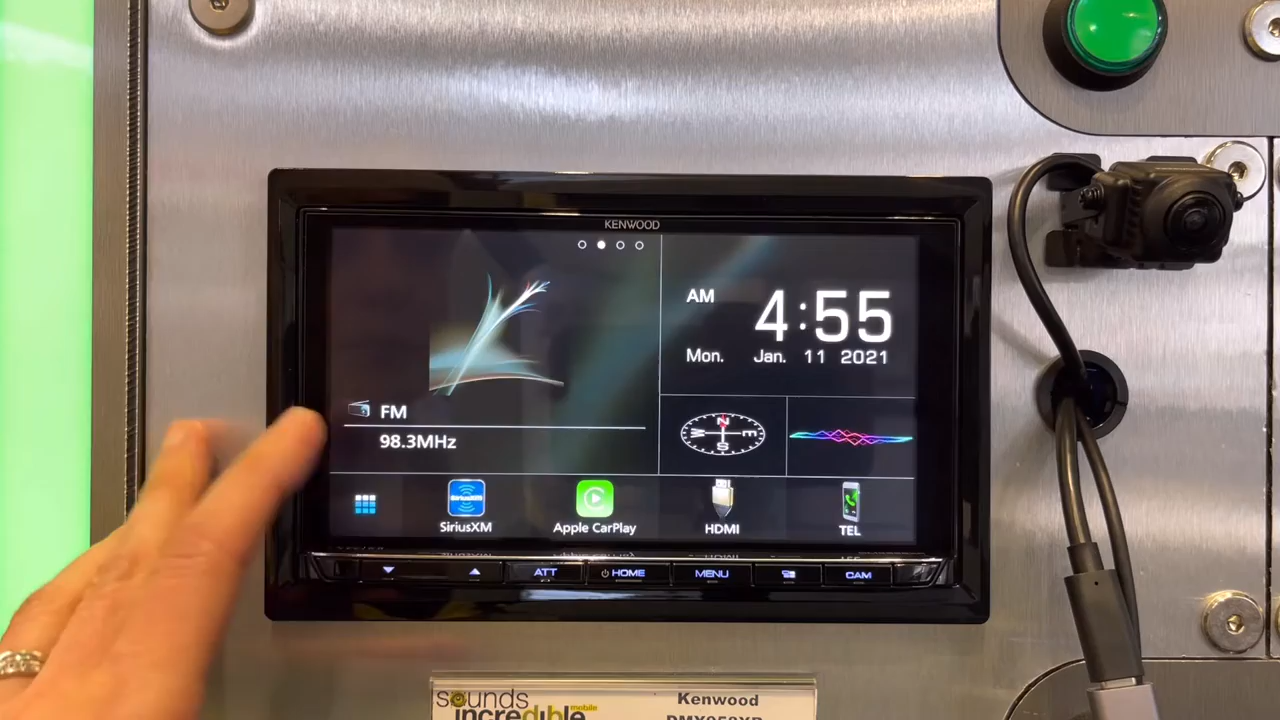 KENWOOD
AM 4:55
Mon. Jan. 11 2021
FM
98.3MHz
N
W E
S
SiriusXM
SiriusXM
Apple CarPlay
HDMI
TEL
ATT
HOME
MENU
CAM
sounds
incredible
mobile
Kenwood